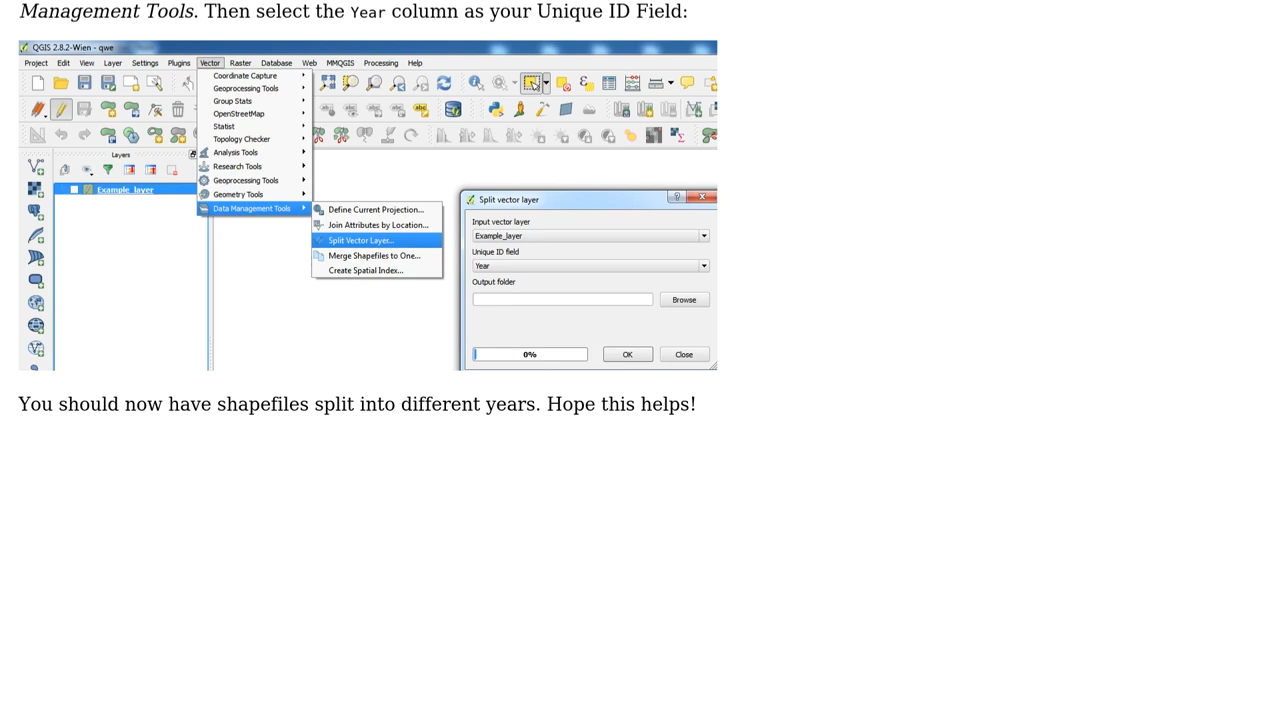 Management Tools. Then select the Year column as your Unique ID Field:
QGIS 2.8.2-Wien - qwe
Project Edit View Layer Settings Plugins Vector Raster Database Web MMQGIS Processing Help
Coordinate Capture
Geoprocessing Tools
Group Stats
OpenStreetMap
Statist
Topology Checker
Analysis Tools
Research Tools
Geoprocessing Tools
Geometry Tools
Data Management Tools
Define Current Projection...
Join Attributes by Location...
Split Vector Layer...
Merge Shapefiles to One...
Create Spatial Index...
Layers
Example_layer
Split vector layer
Input vector layer
Example_layer
Unique ID field
Year
Output folder
Browse
0%
OK
Close
You should now have shapefiles split into different years. Hope this helps!